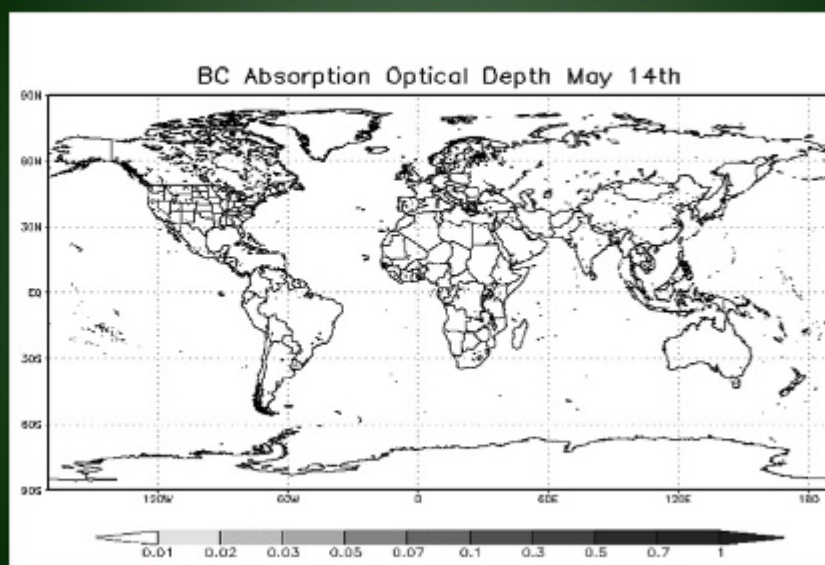 BC Absorption Optical Depth May 14th
90N
60N
30N
EQ
30S
60S
90S
120W 60W 0 60E 120E 180
0.01 0.02 0.03 0.05 0.07 0.1 0.3 0.5 0.7 1